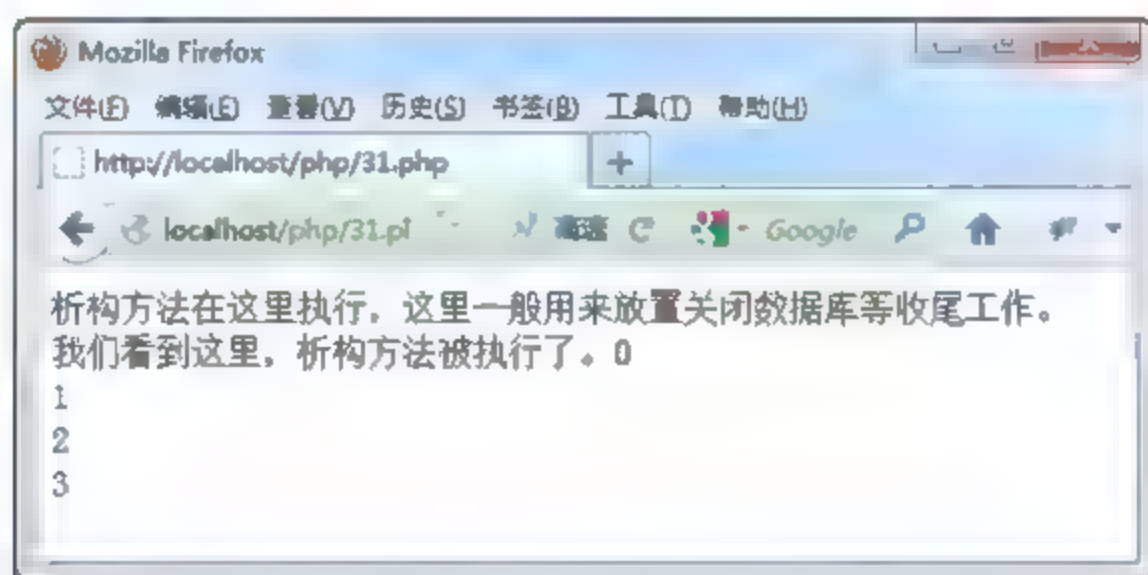 Mozilla Firefox
文件(F) 编辑(E) 查看(V) 历史(S) 书签(B) 工具(T) 帮助(H)
http://localhost/php/31.php +
localhost/php/31.pl Google
析构方法在这里执行，这里一般用来放置关闭数据库等收尾工作。
我们看到这里，析构方法被执行了。0
1
2
3